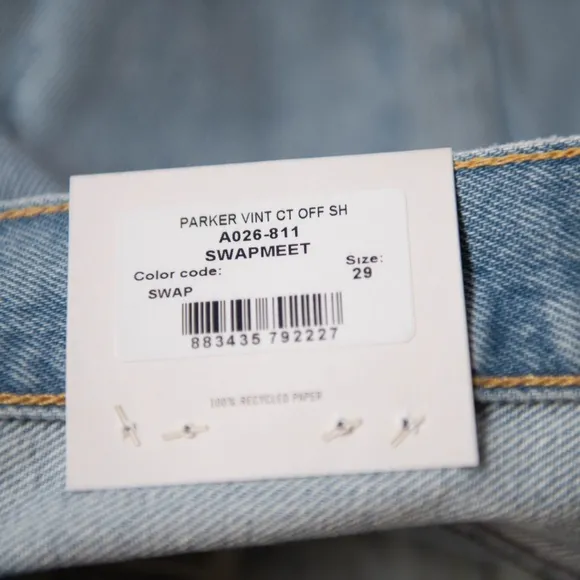 PARKER VINT CT OFF SH
A026-811
SWAPMEET
Color code:
Size:
SWAP
29
883435 792227
100% RECYCLED PAPER